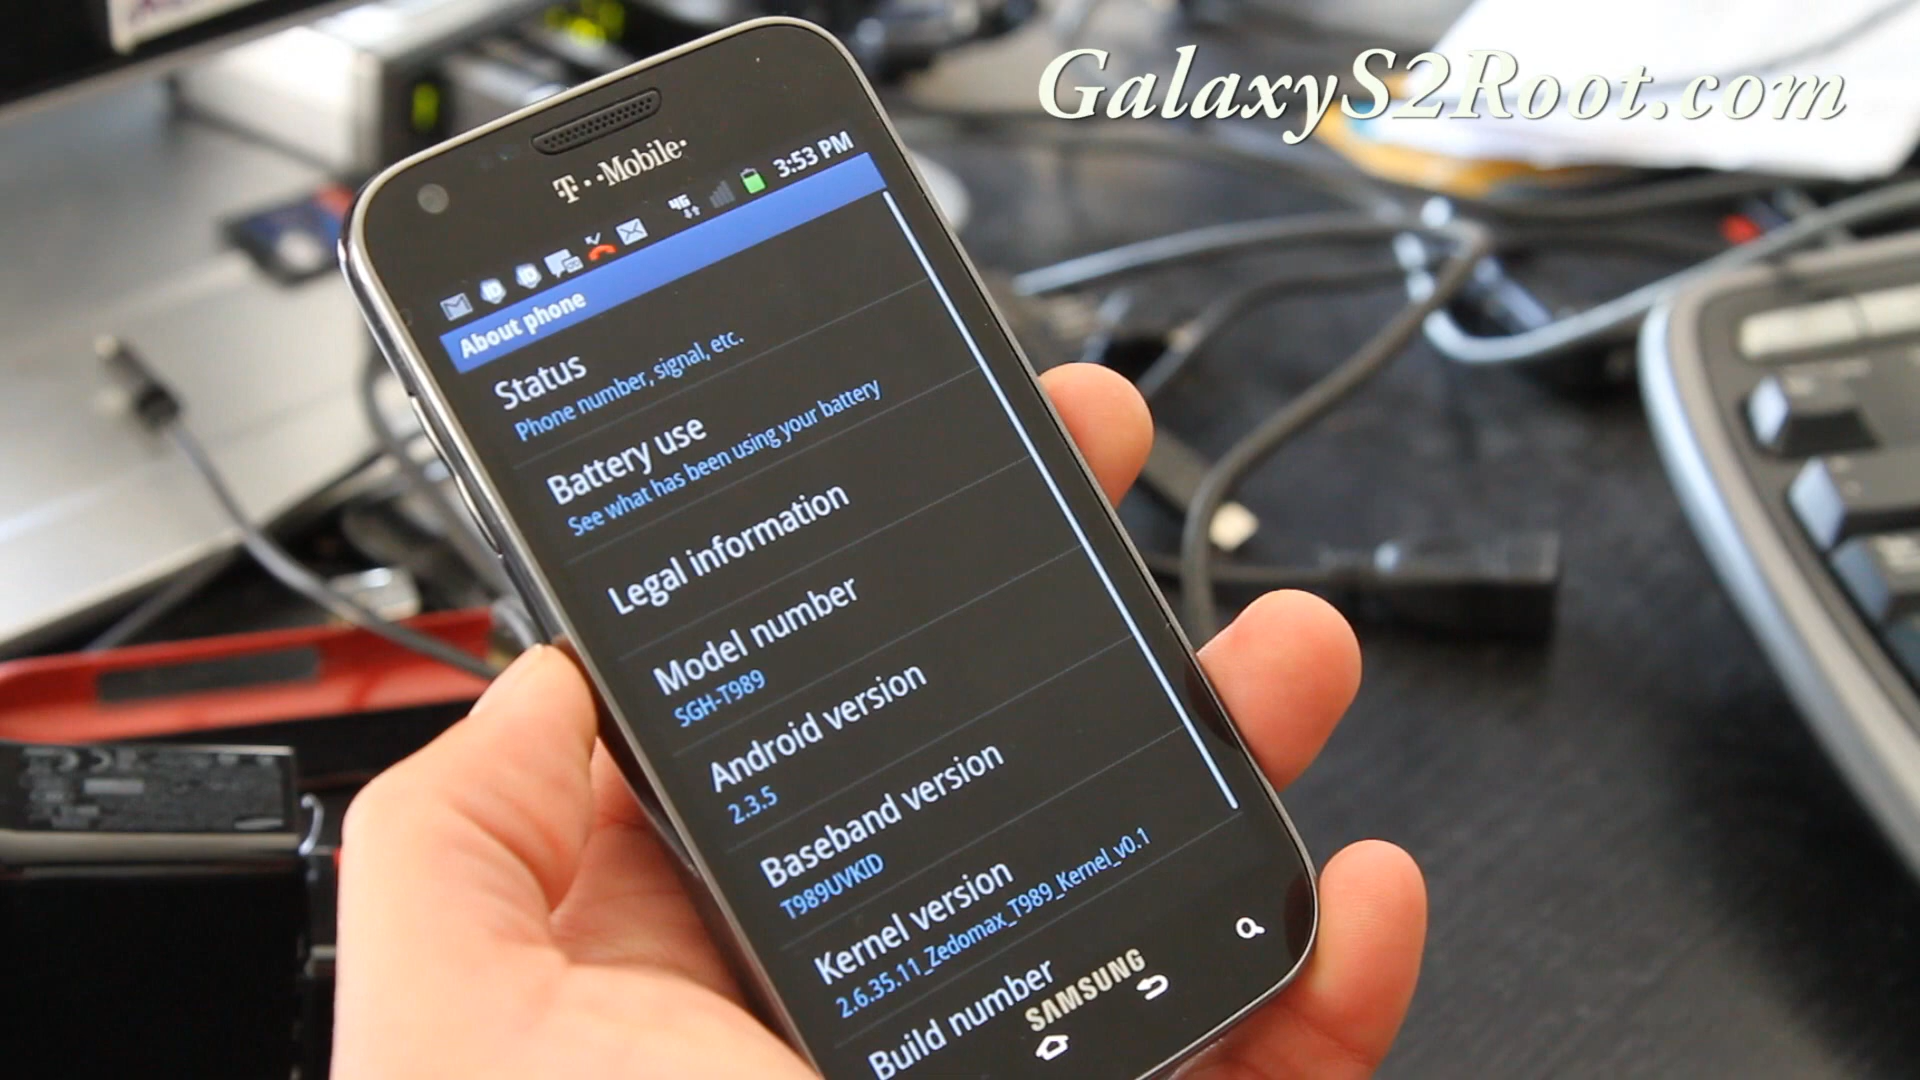 GalaxyS2Root.com
T··Mobile·
4G
3:53 PM
About phone
Status
Phone number, signal, etc.
Battery use
See what has been using your battery
Legal information
Model number
SGH-T989
Android version
2.3.5
Baseband version
T989UVKID
Kernel version
2.6.35.11_Zedomax_T989_Kernel_v0.1
Build number
SAMSUNG